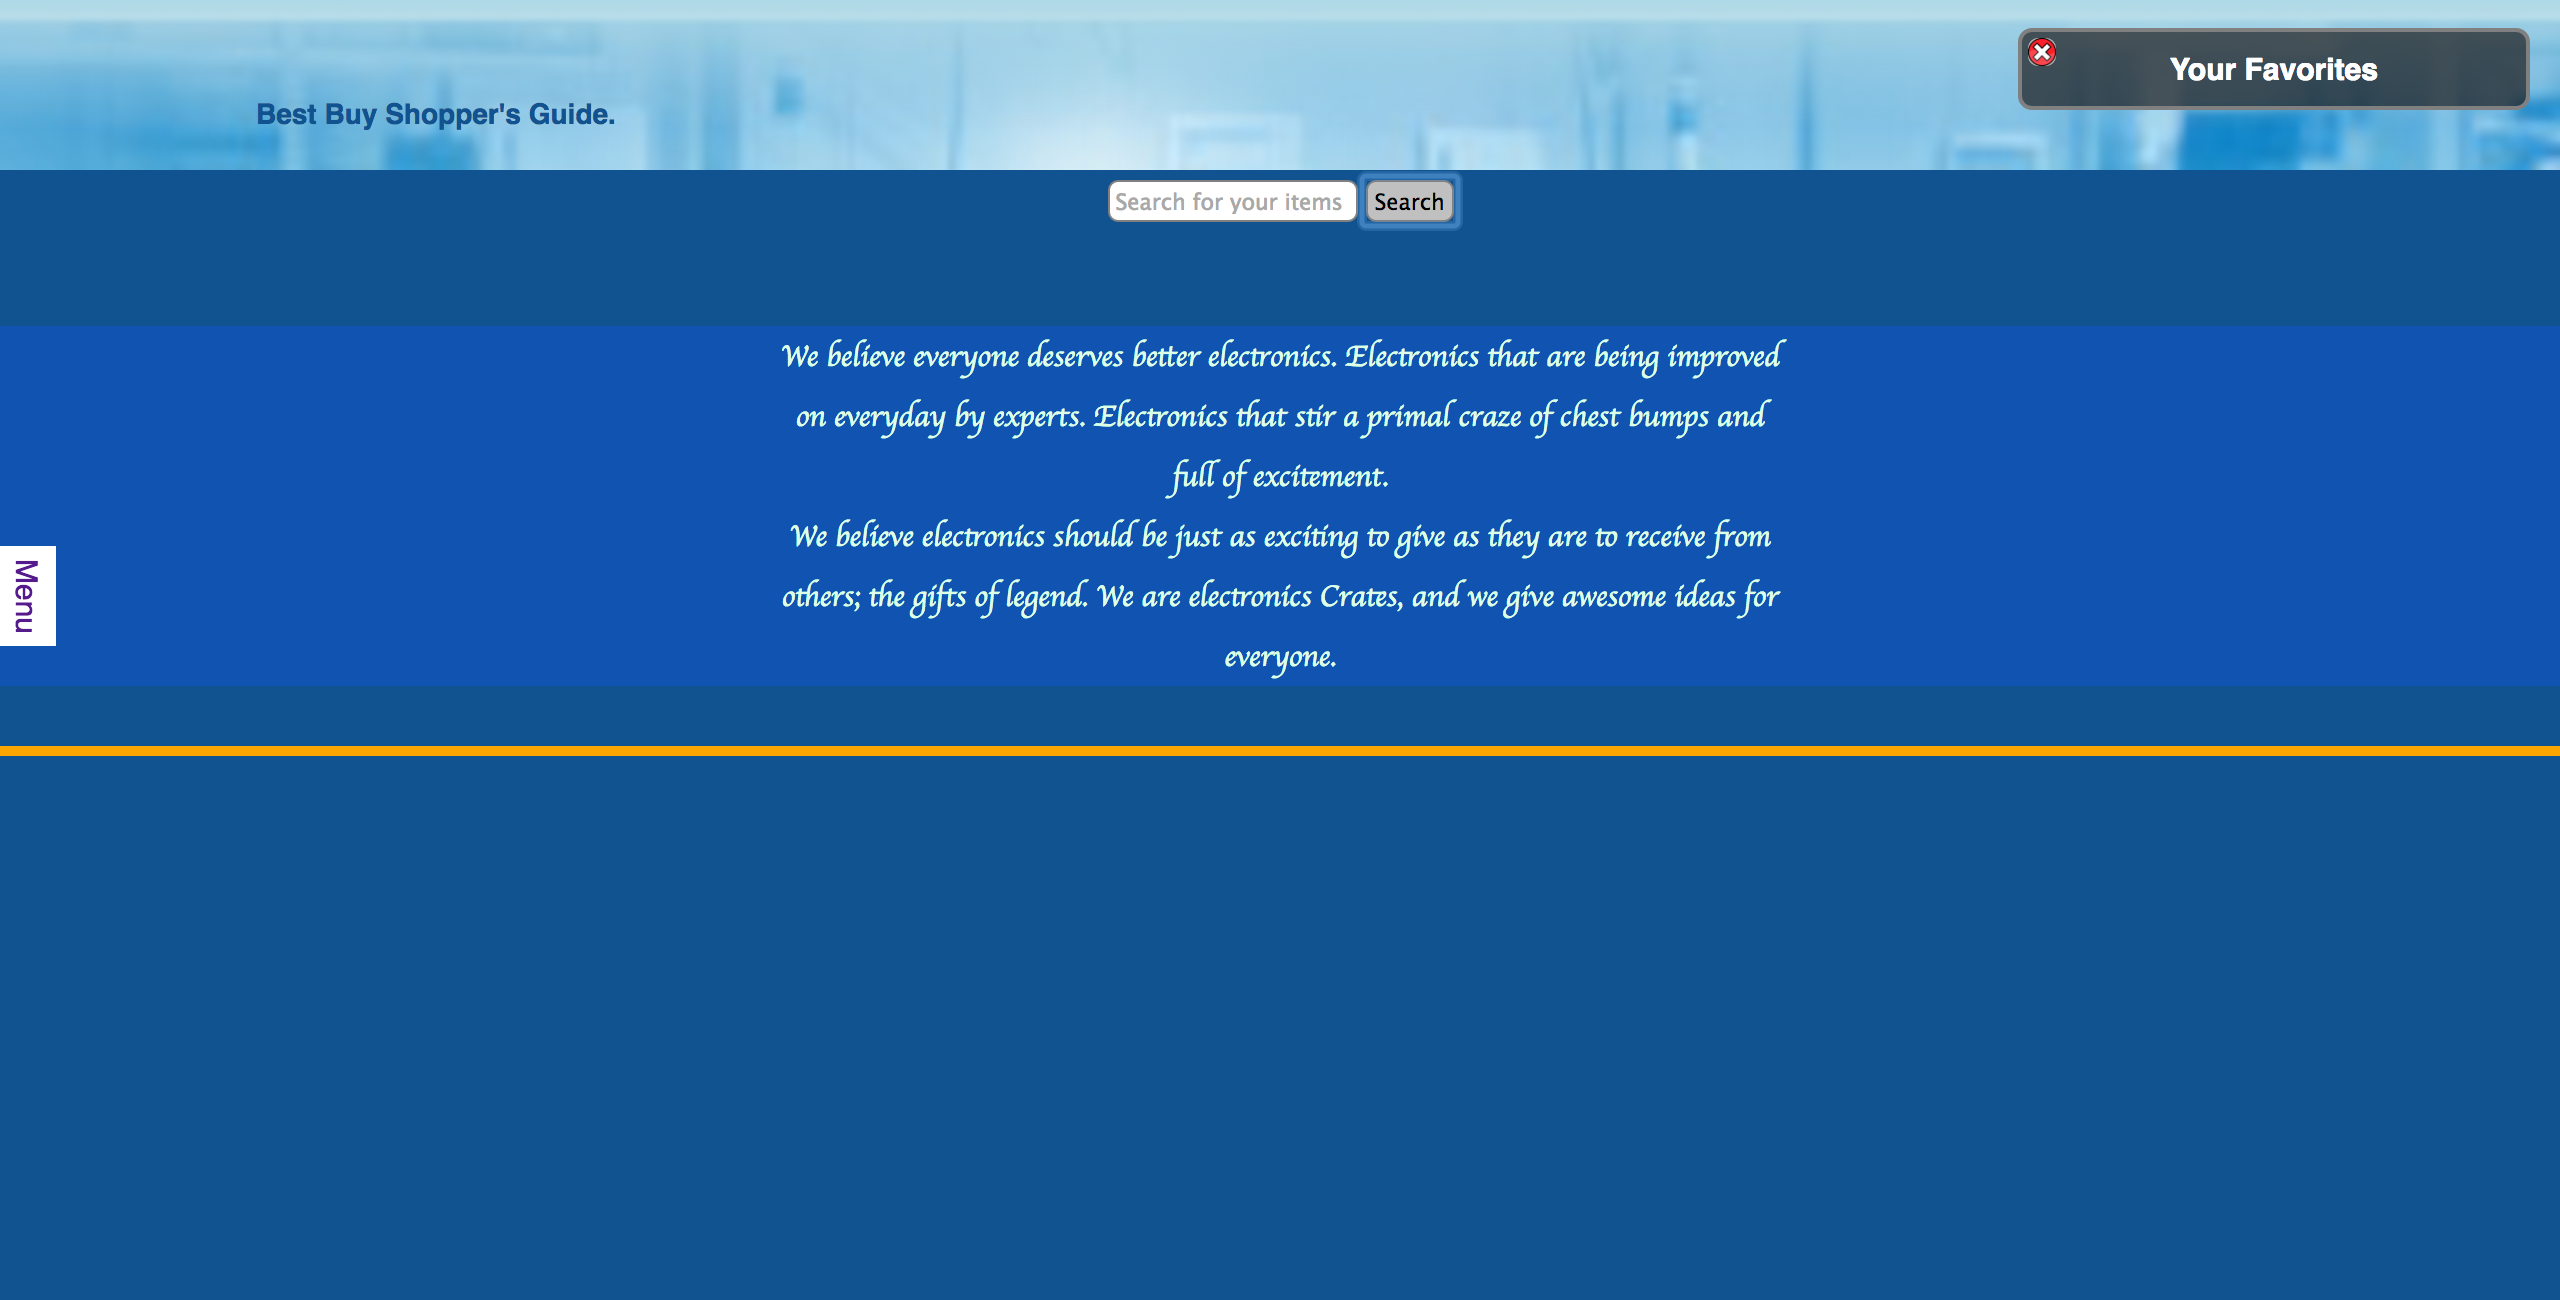 Your Favorites
Best Buy Shopper's Guide.
Search for your items Search
We believe everyone deserves better electronics. Electronics that are being improved
on everyday by experts. Electronics that stir a primal craze of chest bumps and
full of excitement.
We believe electronics should be just as exciting to give as they are to receive from
others; the gifts of legend. We are electronics Crates, and we give awesome ideas for
everyone.
Menu